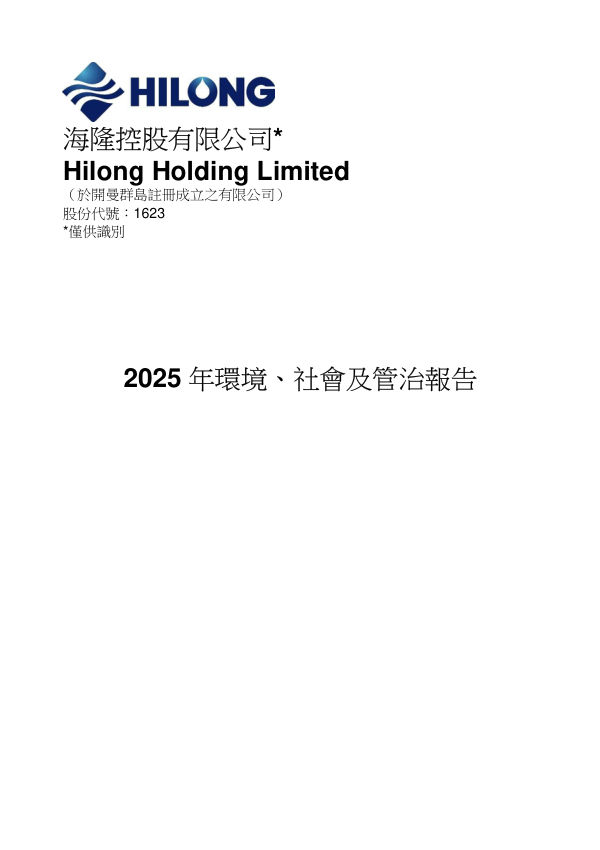 HILONG
海隆控股有限公司*
Hilong Holding Limited
（於開曼群島註冊成立之有限公司）
股份代號：1623
*僅供識別
2025 年環境、社會及管治報告